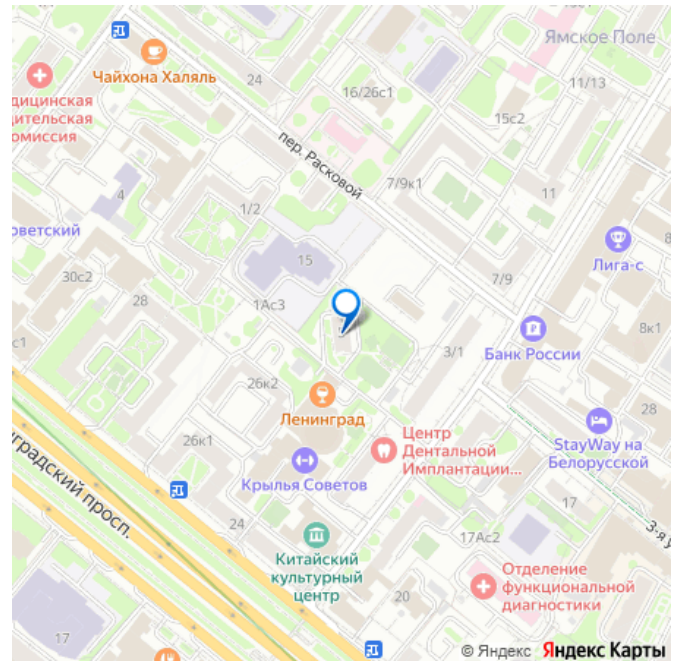 Ямское Поле
Чайхона Халяль
24
16/26с1
11/13
15с2
дицинская
дительская
омиссия
пер. Расковой
7/9к1
11
4
1/2
оветский
15
8
Лига-с
30с2
28
1Ас3
7/9
с1
3/1
Банк России
8к1
26к2
Ленинград
28
26к1
Центр
Дентальной
Имплантации...
StayWay на
Белорусской
градский просп.
Крылья Советов
24
17
3-я у
17Ас2
Китайский
культурный
центр
Отделение
функциональной
диагностики
20
17
© Яндекс Яндекс Карты